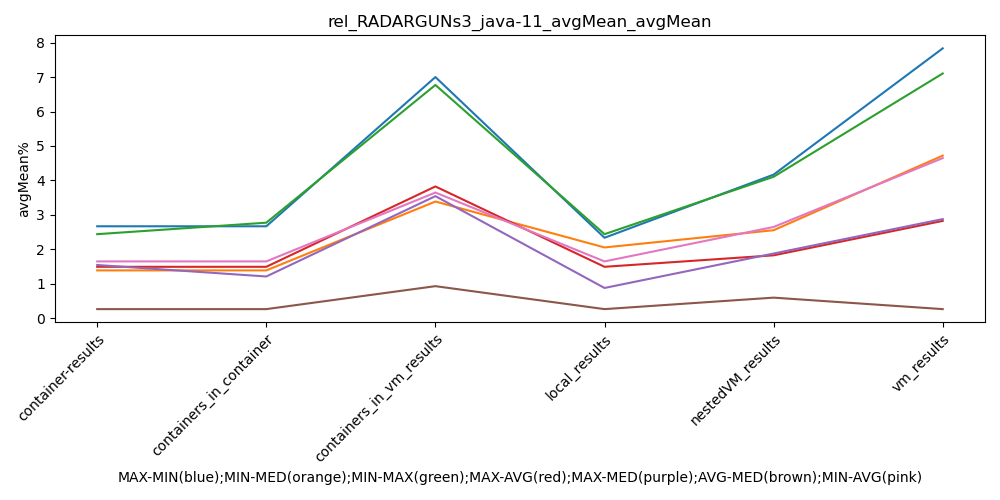 rel_RADARGUNs3_java-11_avgMean_avgMean
avgMean%
8
7
6
5
4
3
2
1
0
container-results
containers_in_container
containers_in_vm_results
local_results
nestedVM_results
vm_results
MAX-MIN(blue);MIN-MED(orange);MIN-MAX(green);MAX-AVG(red);MAX-MED(purple);AVG-MED(brown);MIN-AVG(pink)